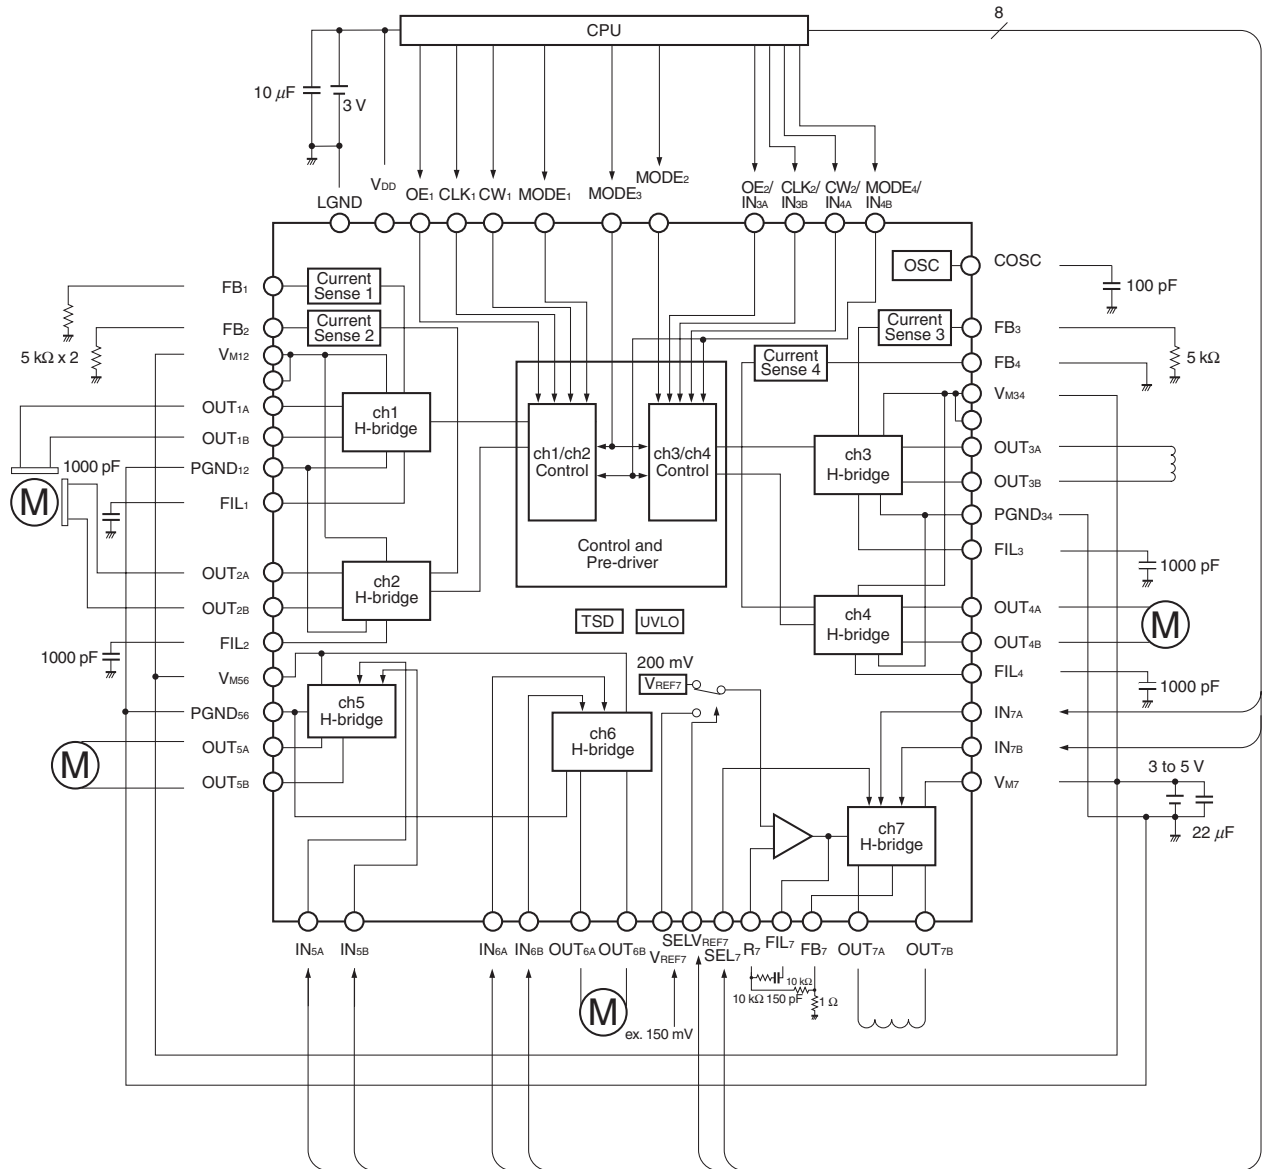 8
CPU
10 μF
3 V
LGND
VDD
OE1
CLK1
CW1
MODE1
MODE3
MODE2
OE2/
IN3A
CLK2/
IN3B
CW2/
IN4A
MODE4/
IN4B
OSC
COSC
100 pF
FB1
Current
Sense 1
FB2
Current
Sense 2
5 kΩ x 2
VM12
Current
Sense 3
FB3
Current
Sense 4
FB4
5 kΩ
VM34
OUT1A
OUT1B
ch1
H-bridge
1000 pF
PGND12
M
FIL1
ch1/ch2
Control
ch3/ch4
Control
Control and
Pre-driver
ch3
H-bridge
OUT3A
OUT3B
PGND34
FIL3
1000 pF
OUT2A
OUT2B
ch2
H-bridge
FIL2
1000 pF
TSD
UVLO
ch4
H-bridge
OUT4A
OUT4B
M
FIL4
1000 pF
VM56
PGND56
ch5
H-bridge
OUT5A
OUT5B
M
200 mV
VREF7
ch6
H-bridge
IN7A
IN7B
VM7
3 to 5 V
22 μF
ch7
H-bridge
IN5A
IN5B
IN6A
IN6B
OUT6A
OUT6B
VREF7
SELVREF7
SEL7
R7
FIL7
FB7
OUT7A
OUT7B
10 kΩ
10 kΩ 150 pF
1 Ω
M
ex. 150 mV